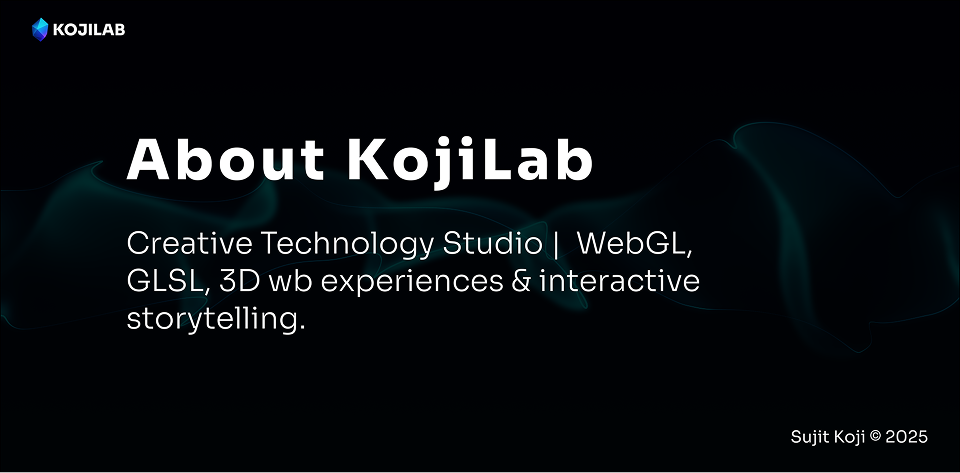 KOJILAB
About KojiLab
Creative Technology Studio | WebGL,
GLSL, 3D wb experiences & interactive
storytelling.
Sujit Koji © 2025